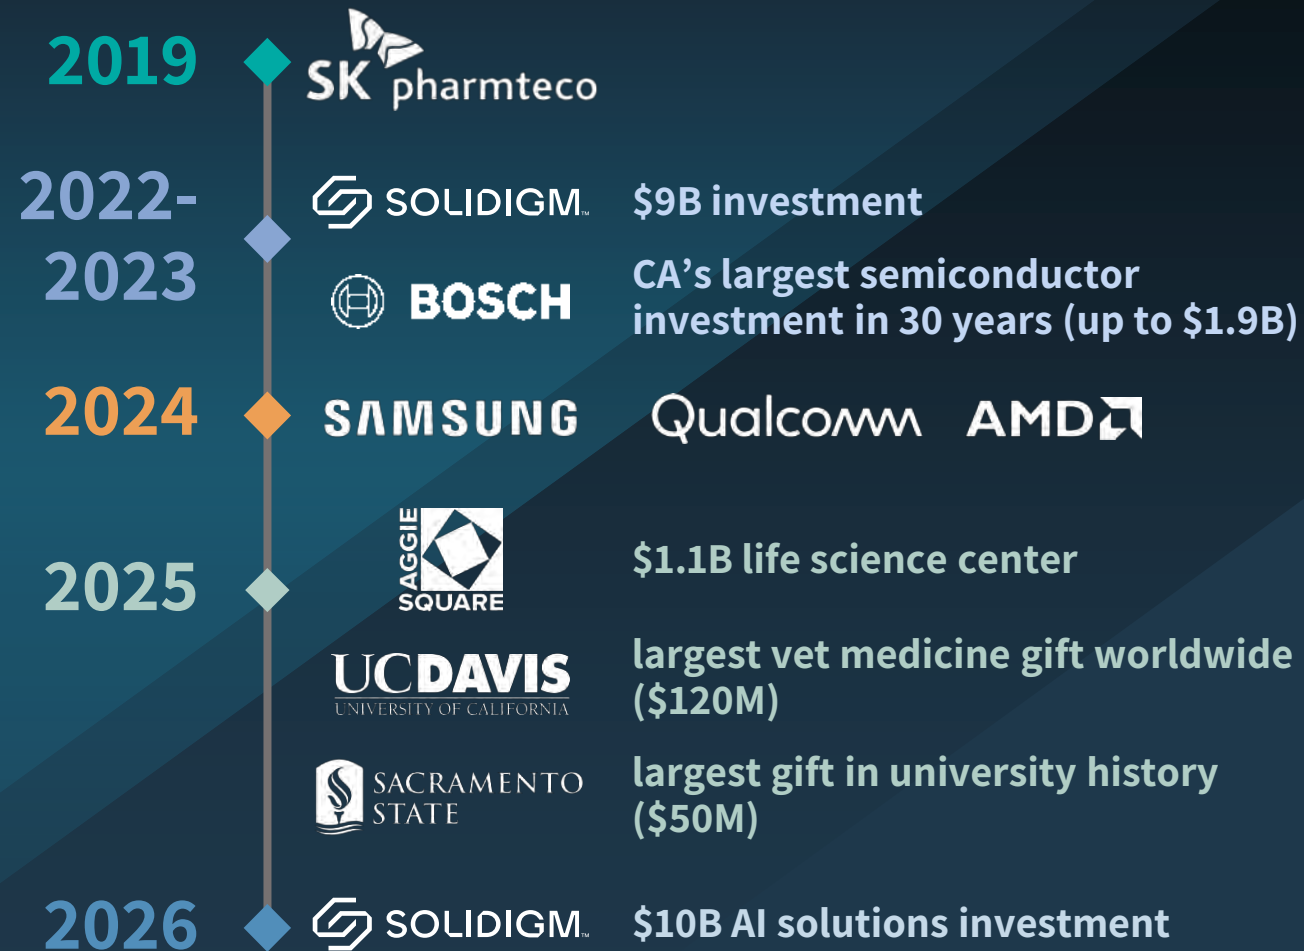 2019
SK pharmteco
2022-
2023
SOLIDIGM™
$9B investment
BOSCH
CA’s largest semiconductor
investment in 30 years (up to $1.9B)
2024
SAMSUNG
Qualcomm
AMD
2025
AGGIE
SQUARE
$1.1B life science center
UCDAVIS
UNIVERSITY OF CALIFORNIA
largest vet medicine gift worldwide
($120M)
SACRAMENTO
STATE
largest gift in university history
($50M)
2026
SOLIDIGM™
$10B AI solutions investment